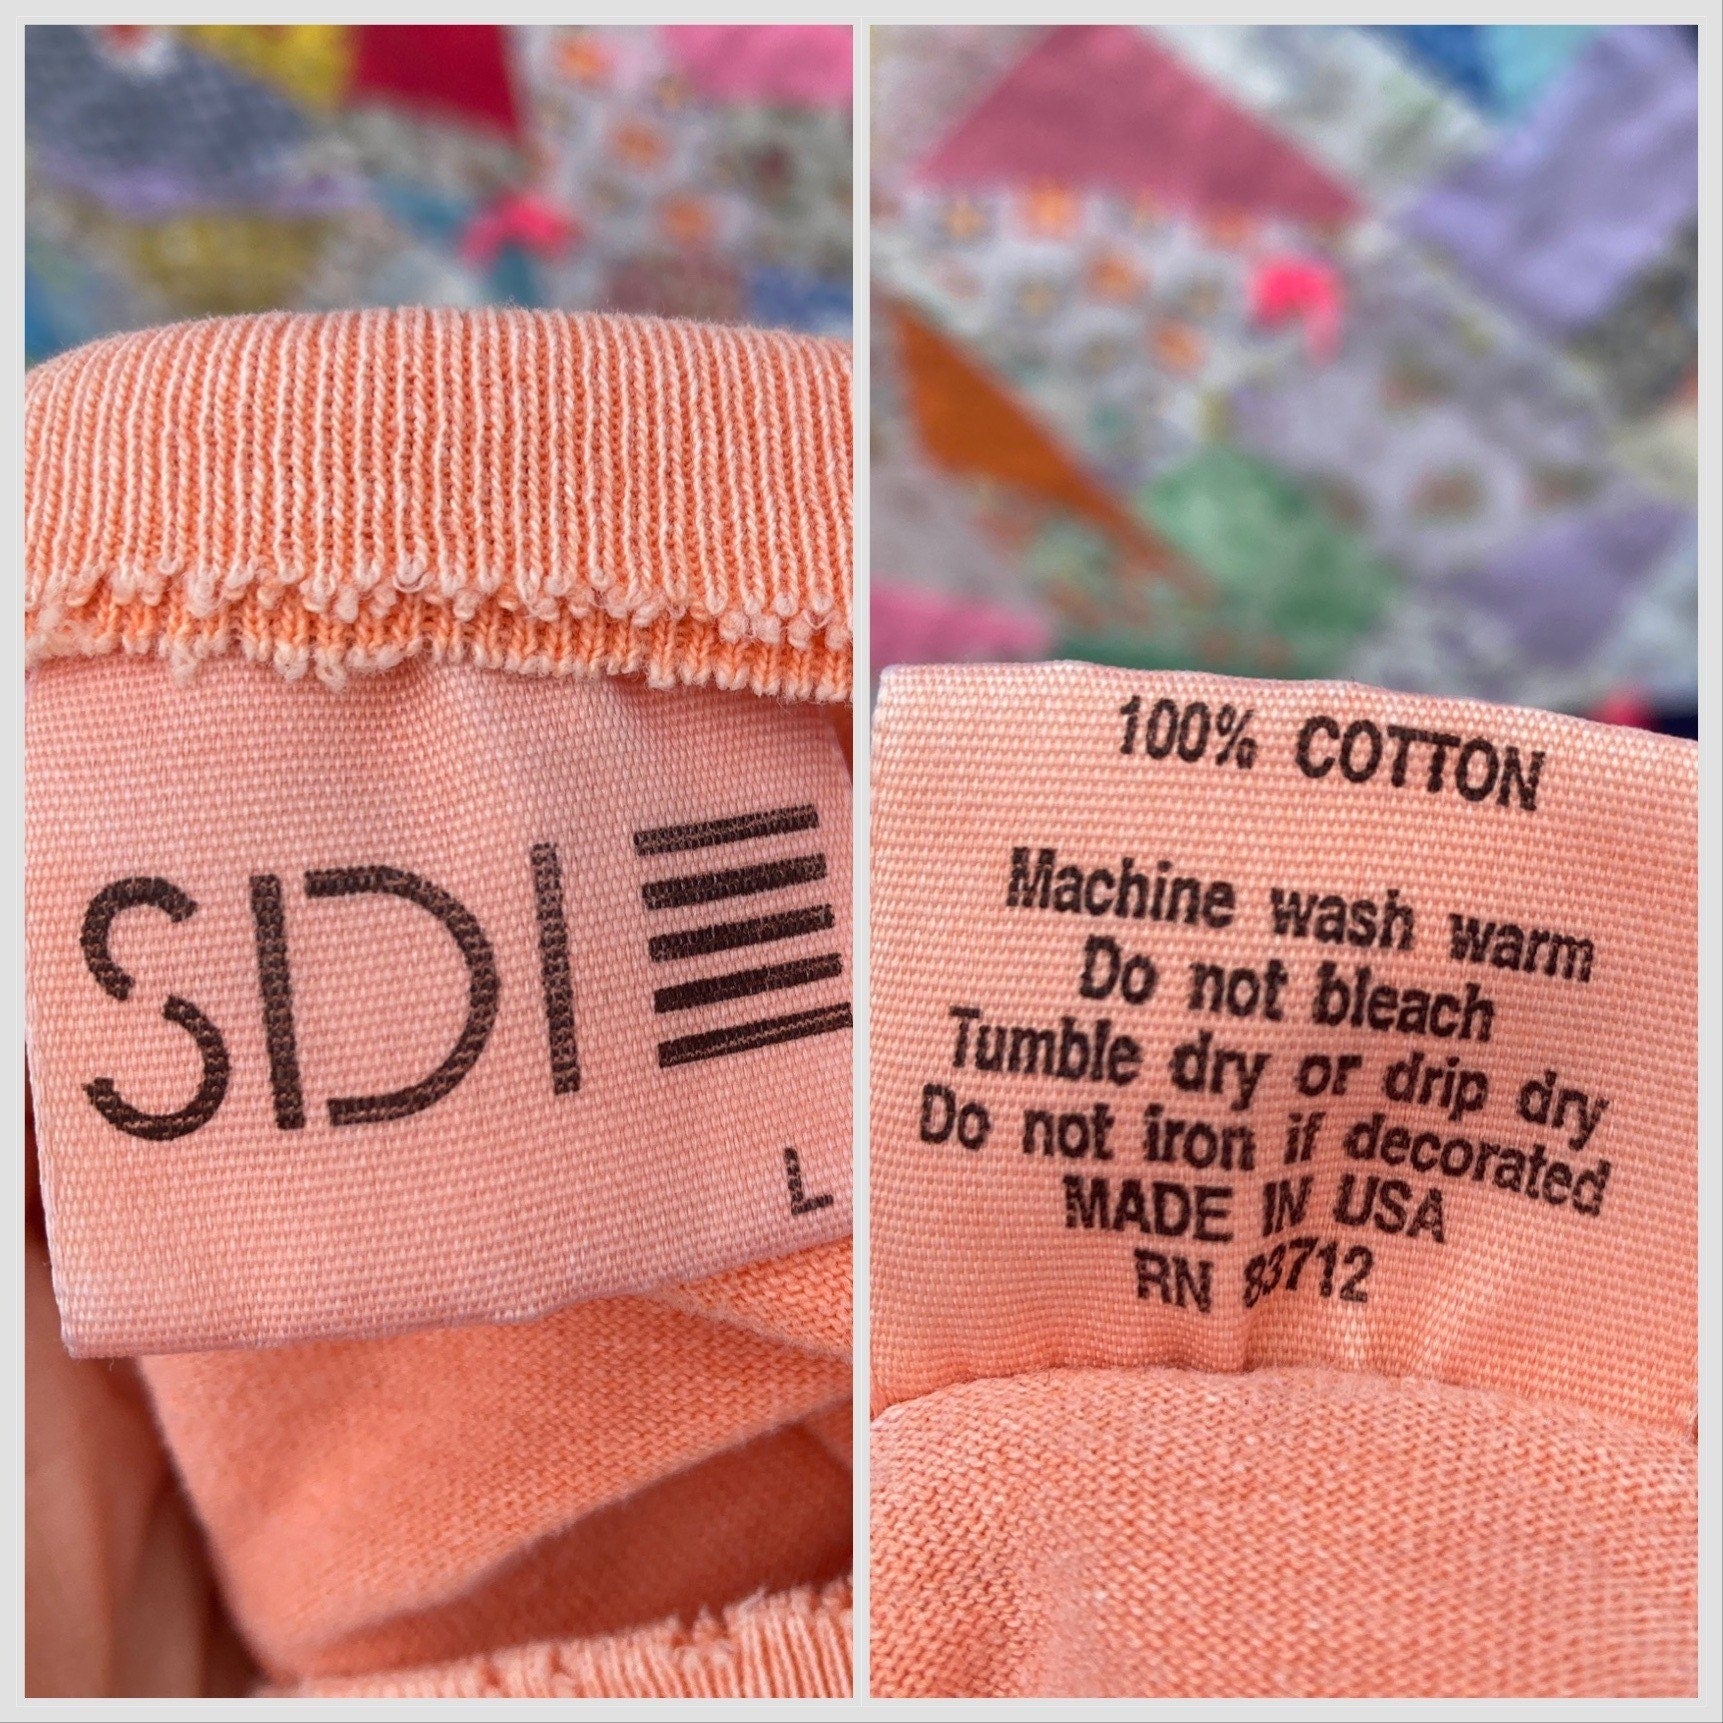 SDI
L
100% COTTON
Machine wash warm
Do not bleach
Tumble dry or drip dry
Do not iron if decorated
MADE IN USA
RN 83712